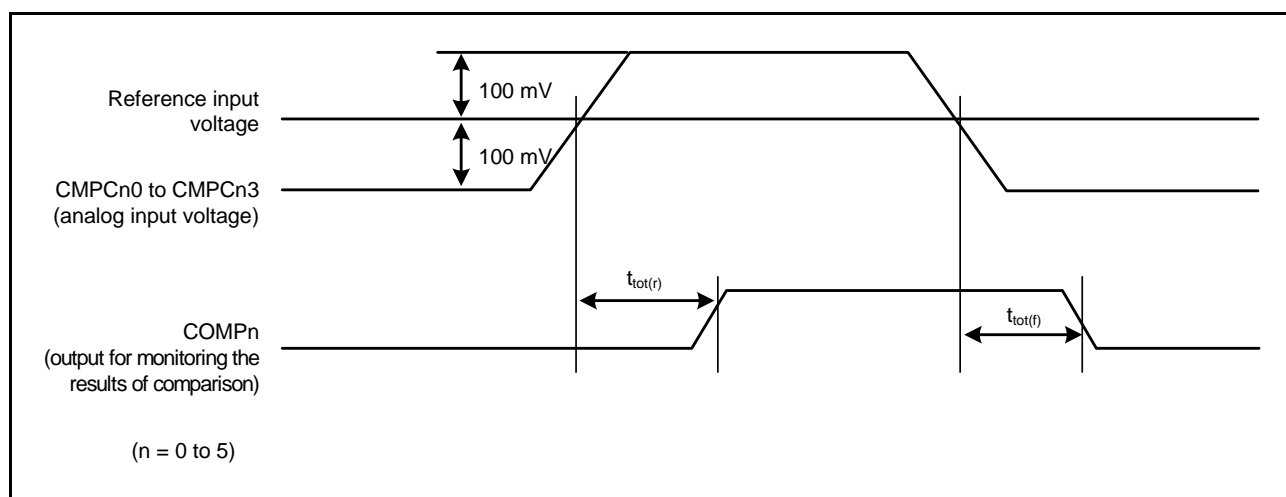 100 mV
Reference input
voltage
100 mV
CMPCn0 to CMPCn3
(analog input voltage)
ttot(r)
ttot(f)
COMPn
(output for monitoring the
results of comparison)
(n = 0 to 5)